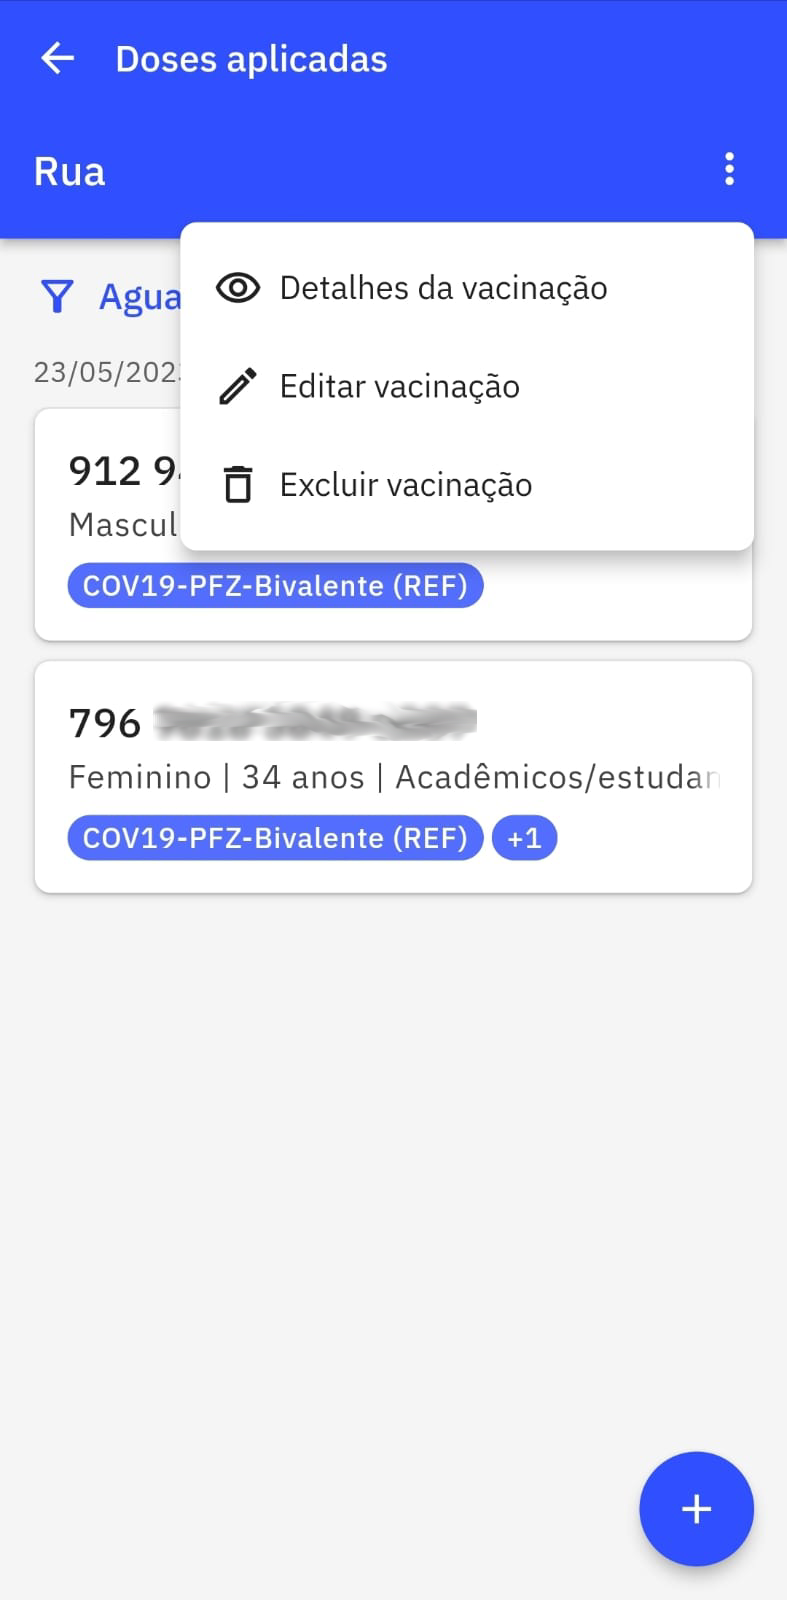 Doses aplicadas
Rua
Detalhes da vacinação
Editar vacinação
Excluir vacinação
Agua
23/05/202
912 9
Mascul
COV19-PFZ-Bivalente (REF)
796
Feminino | 34 anos | Acadêmicos/estudan
COV19-PFZ-Bivalente (REF) +1